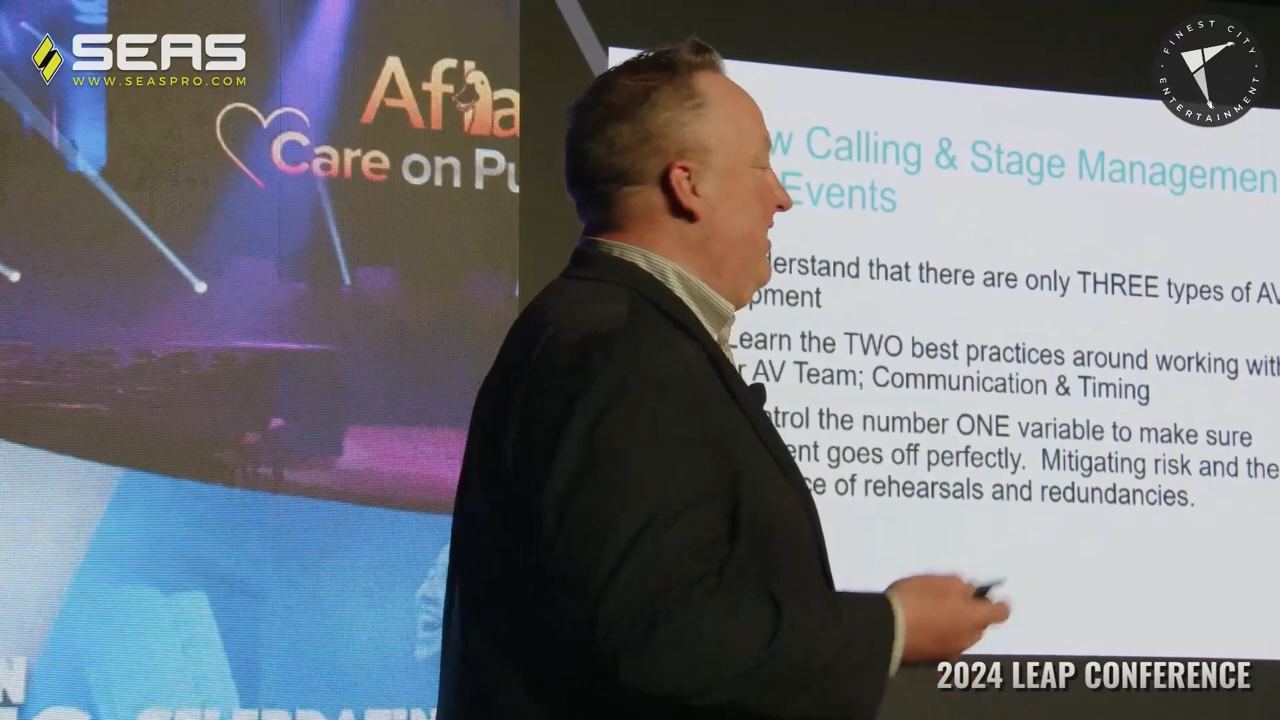 SEAS
WWW.SEASPRO.COM
FINEST CITY
ENTERTAINMENT
Afla
Care on Pu
w Calling & Stage Managemen
Events
derstand that there are only THREE types of AV
pment
Learn the TWO best practices around working with
r AV Team; Communication & Timing
trol the number ONE variable to make sure
ent goes off perfectly. Mitigating risk and the
ce of rehearsals and redundancies.
N
CELEBRATIN
2024 LEAP CONFERENCE